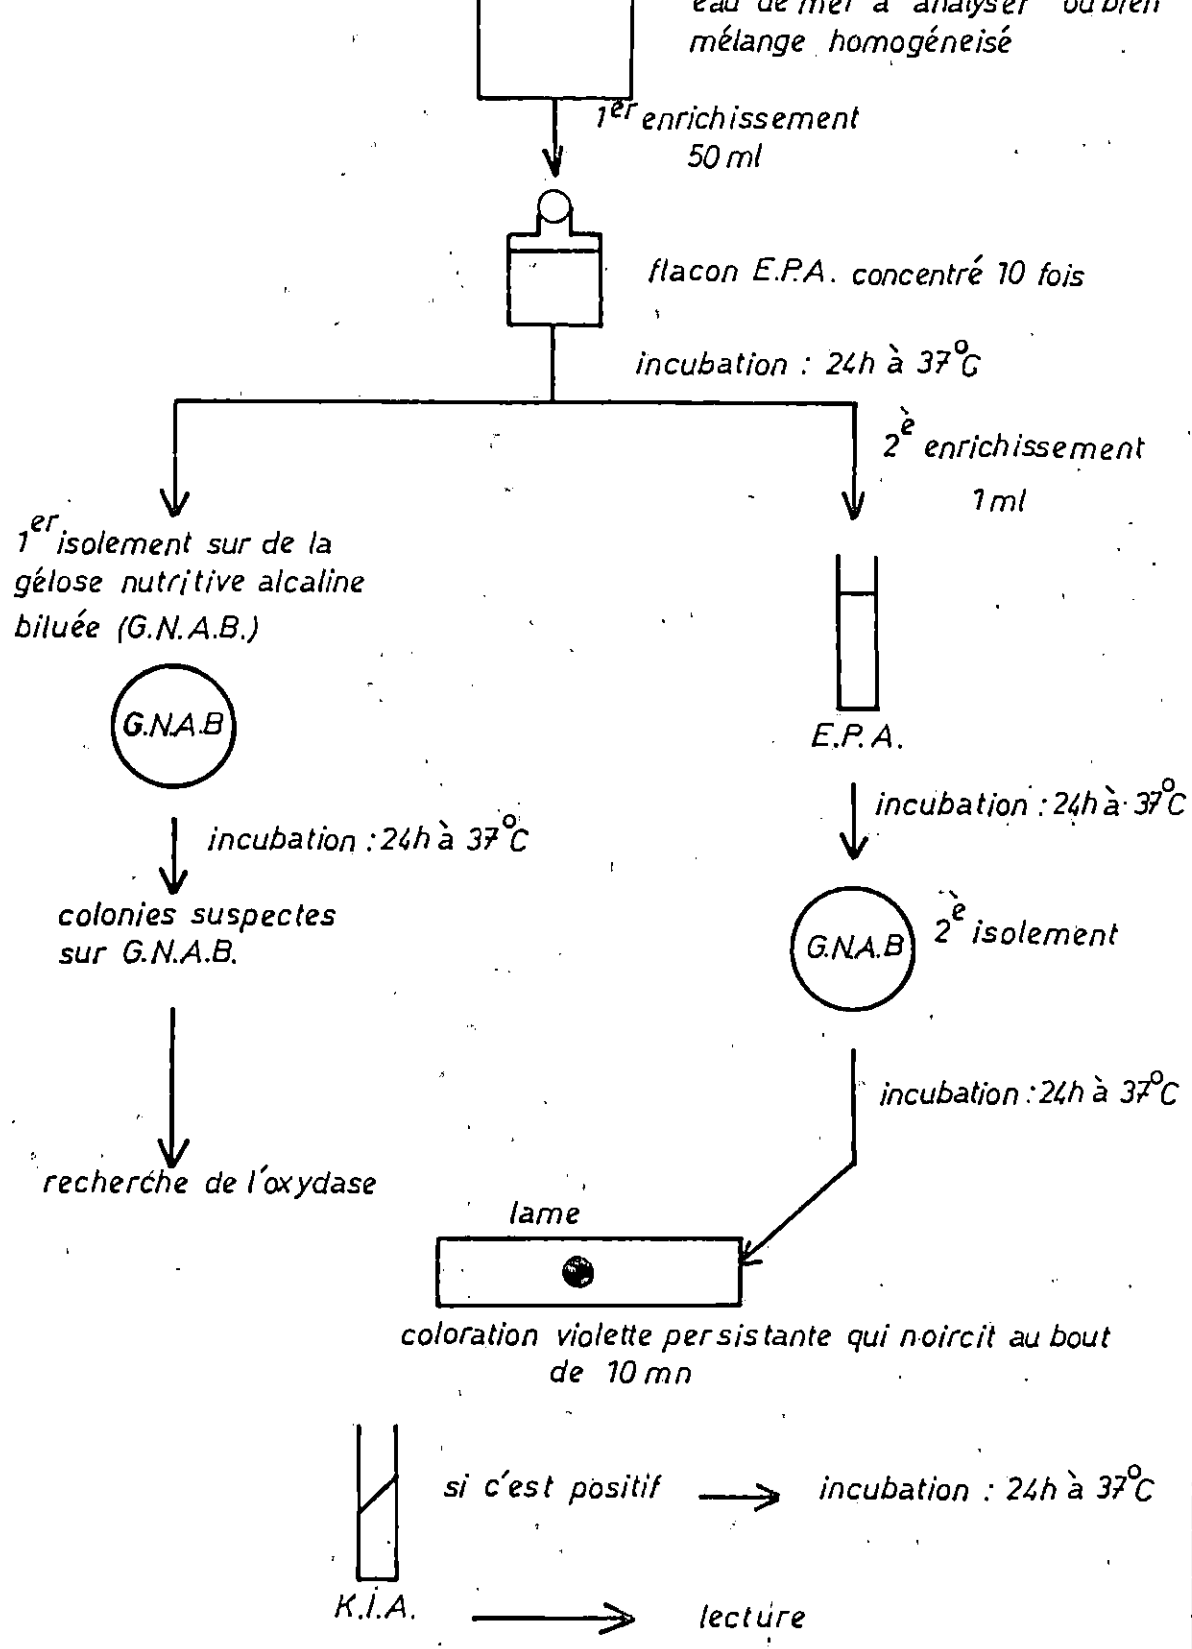 eau de mer à analyser ou bien
mélange homogéneisé
1er enrichissement
50 ml
flacon E.P.A. concentré 10 fois
incubation : 24h à 37°C
2è enrichissement
1 ml
1er isolement sur de la
gélose nutritive alcaline
biluée (G.N.A.B.)
G.N.A.B
E.P.A.
incubation : 24h à 37°C
incubation : 24h à 37°C
colonies suspectes
sur G.N.A.B.
G.N.A.B
2è isolement
incubation : 24h à 37°C
recherche de l'oxydase
lame
coloration violette persistante qui noircit au bout
de 10 mn
si c'est positif
incubation : 24h à 37°C
K.I.A.
lecture